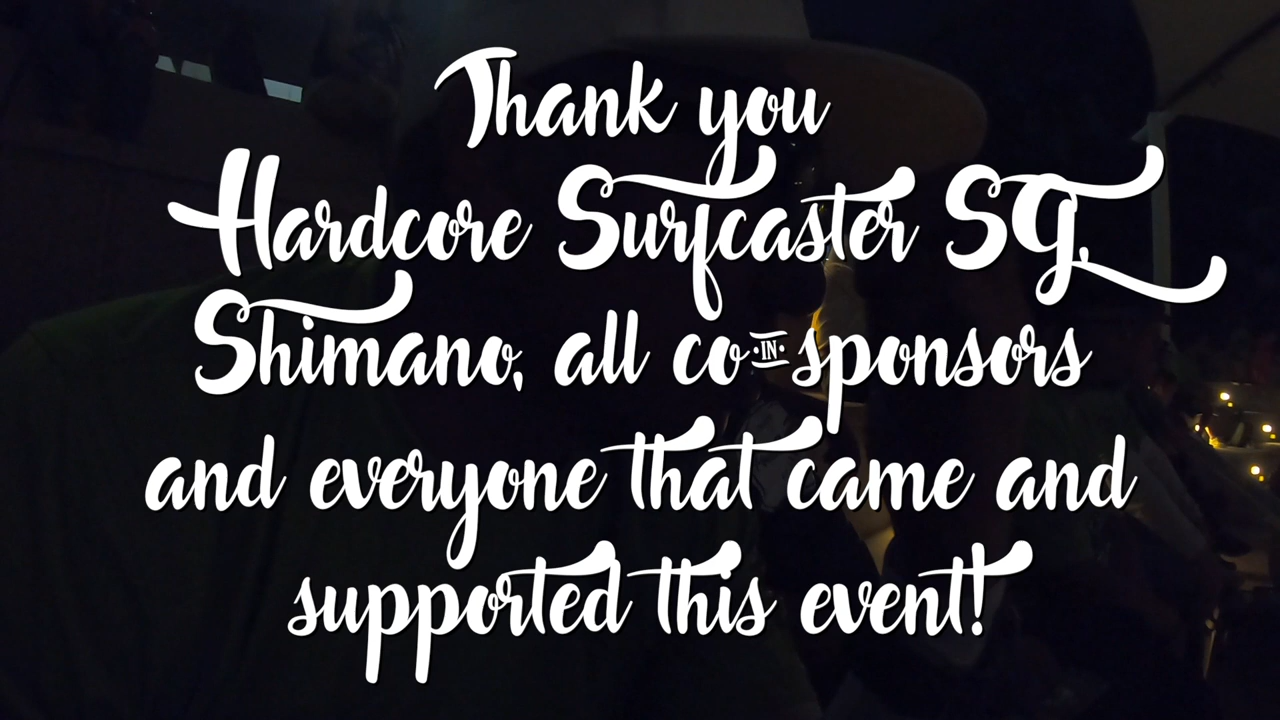 Thank you
Hardcore Surfcaster SG,
Shimano, all co-IN-sponsors
and everyone that came and
supported this event!